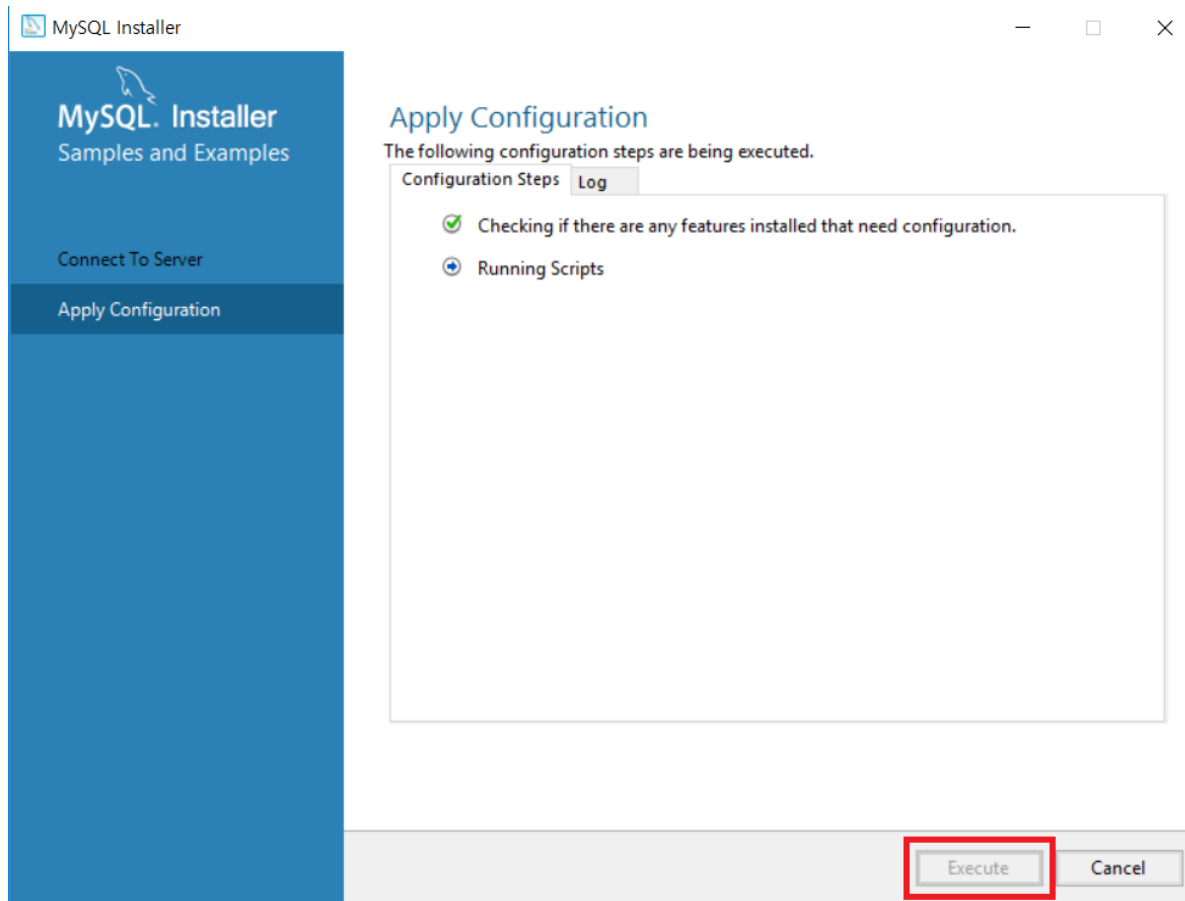 MySQL Installer
MySQL. Installer
Samples and Examples
Connect To Server
Apply Configuration
Apply Configuration
The following configuration steps are being executed.
Configuration Steps Log
Checking if there are any features installed that need configuration.
Running Scripts
Execute Cancel